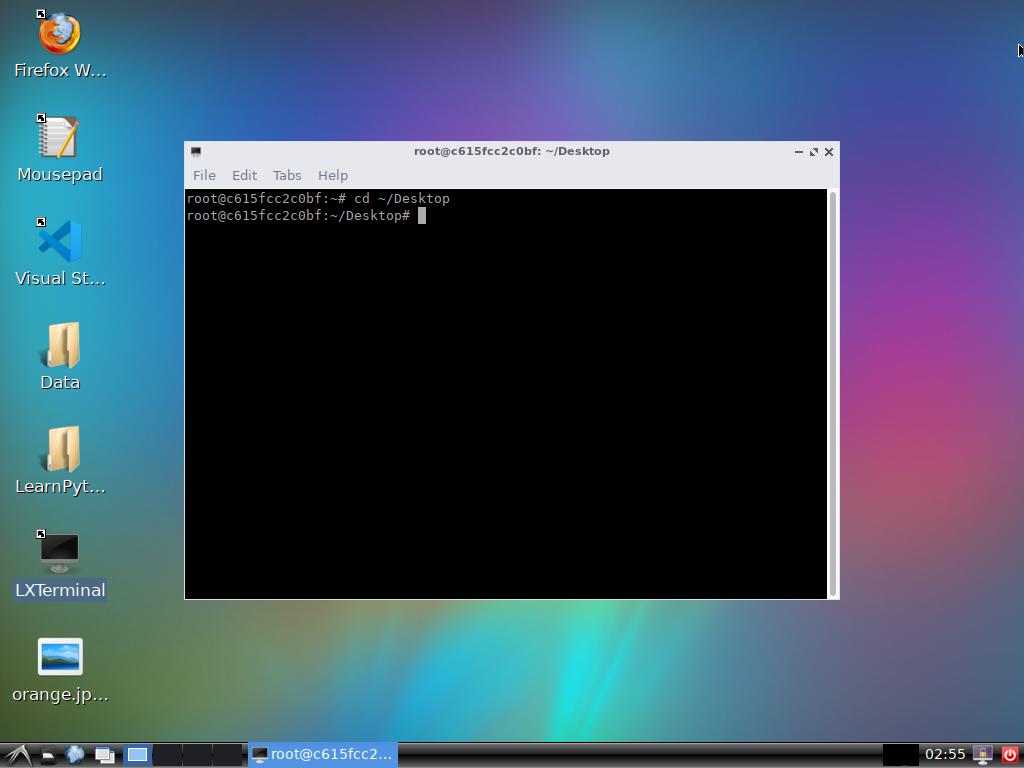 Firefox W...
Mousepad
Visual St...
Data
LearnPyt...
LXTerminal
orange.jp...
root@c615fcc2c0bf: ~/Desktop
File Edit Tabs Help
root@c615fcc2c0bf:~# cd ~/Desktop
root@c615fcc2c0bf:~/Desktop#
root@c615fcc2...
02:55